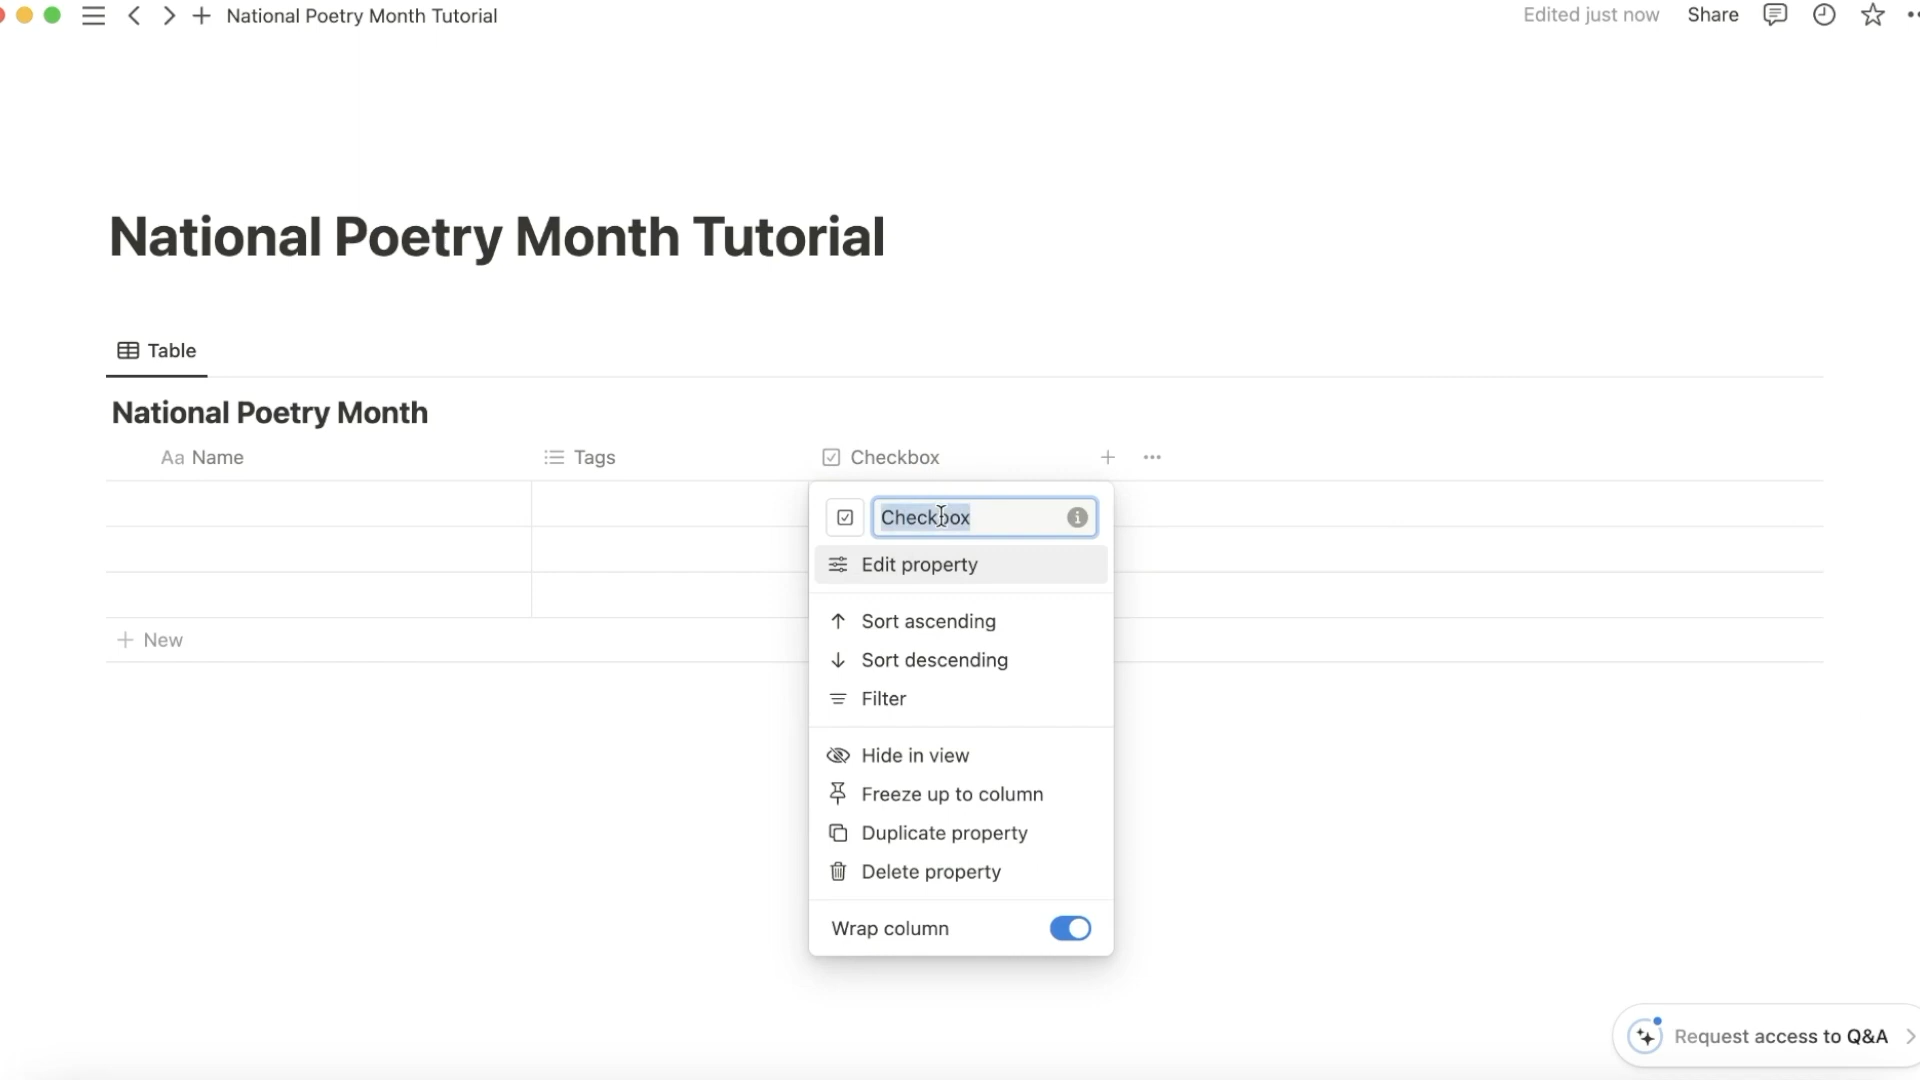 National Poetry Month Tutorial
Edited just now Share
National Poetry Month Tutorial
Table
National Poetry Month
Aa Name Tags Checkbox
Checkbox
Edit property
Sort ascending
New
Sort descending
Filter
Hide in view
Freeze up to column
Duplicate property
Delete property
Wrap column
Request access to Q&A